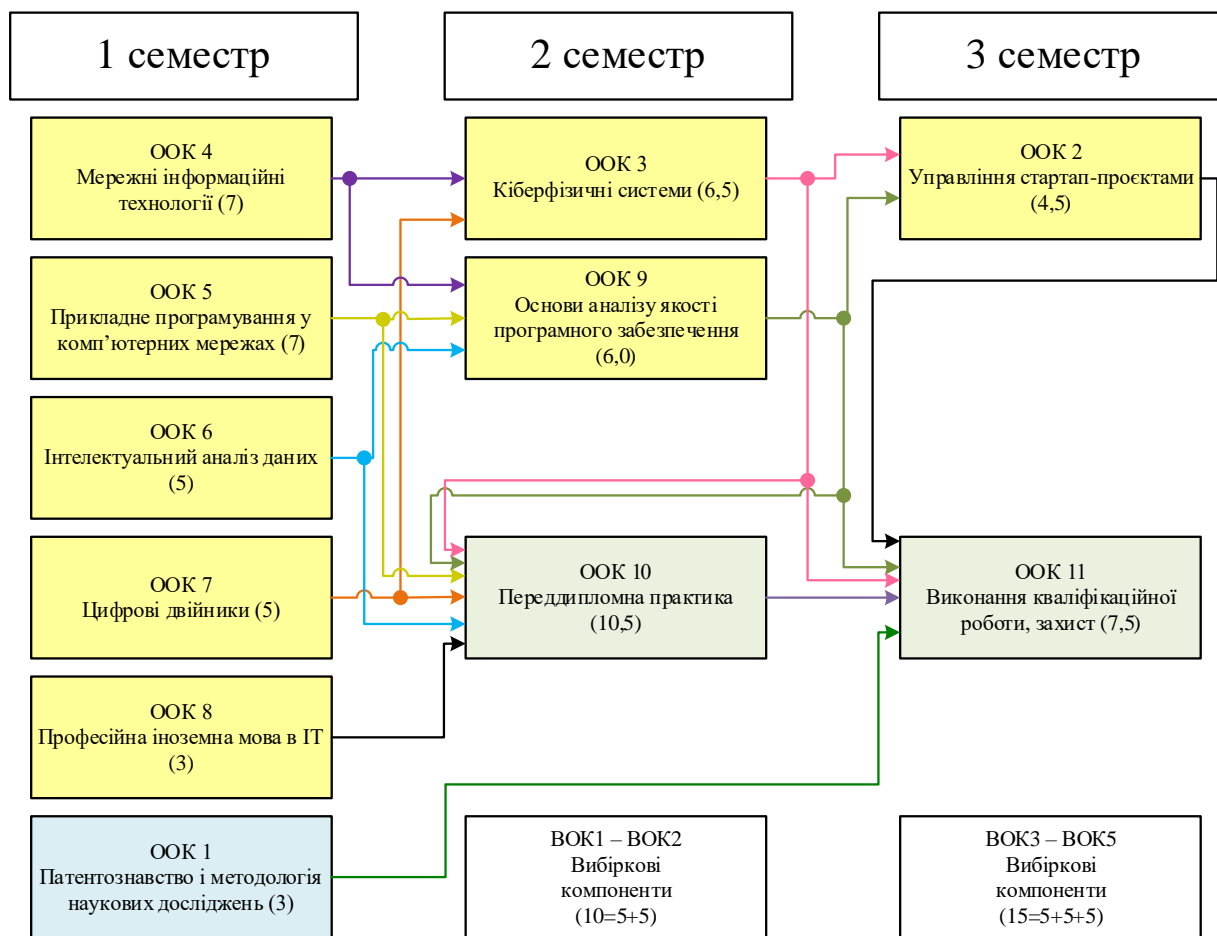 1 семестр
2 семестр
3 семестр
ООК 4
Мережні інформаційні
технології (7)
ООК 5
Прикладне програмування у
комп’ютерних мережах (7)
ООК 6
Інтелектуальний аналіз даних
(5)
ООК 7
Цифрові двійники (5)
ООК 8
Професійна іноземна мова в ІТ
(3)
ООК 1
Патентознавство і методологія
наукових досліджень (3)
ООК 3
Кіберфізичні системи (6,5)
ООК 9
Основи аналізу якості
програмного забезпечення
(6,0)
ООК 10
Переддипломна практика
(10,5)
ВОК1 – ВОК2
Вибіркові
компоненти
(10=5+5)
ООК 2
Управління стартап-проєктами
(4,5)
ООК 11
Виконання кваліфікаційної
роботи, захист (7,5)
ВОК3 – ВОК5
Вибіркові
компоненти
(15=5+5+5)